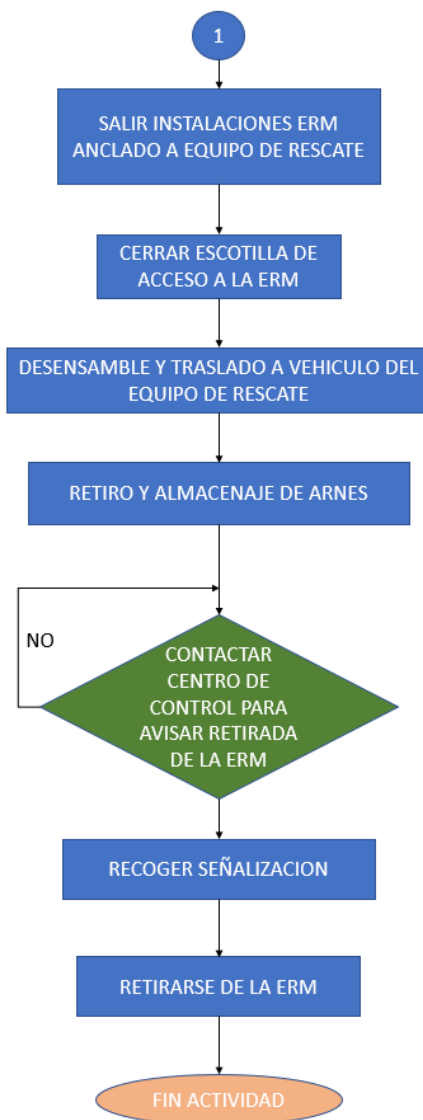 1
SALIR INSTALACIONES ERM
ANCLADO A EQUIPO DE RESCATE
CERRAR ESCOTILLA DE
ACCESO A LA ERM
DESENSAMBLE Y TRASLADO A VEHICULO DEL
EQUIPO DE RESCATE
RETIRO Y ALMACENAJE DE ARNES
NO
CONTACTAR
CENTRO DE
CONTROL PARA
AVISAR RETIRADA
DE LA ERM
RECOGER SEÑALIZACION
RETIRARSE DE LA ERM
FIN ACTIVIDAD